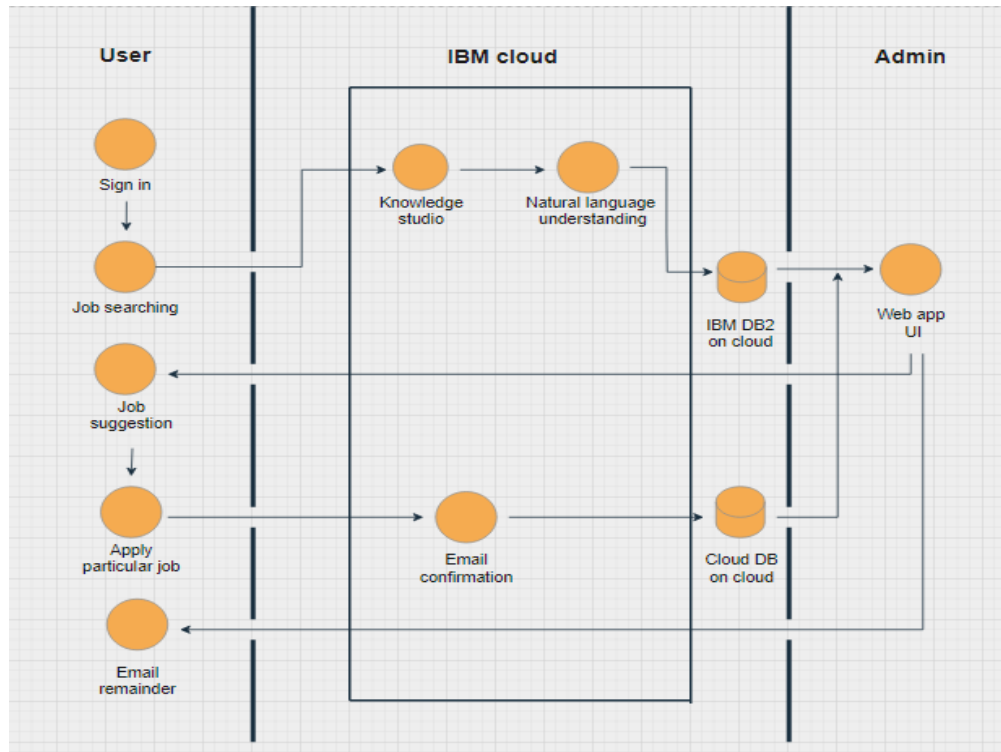 User
IBM cloud
Admin
Sign in
Knowledge
studio
Natural language
understanding
Job searching
IBM DB2
on cloud
Web app
UI
Job
suggestion
Apply
particular job
Email
confirmation
Cloud DB
on cloud
Email
remainder